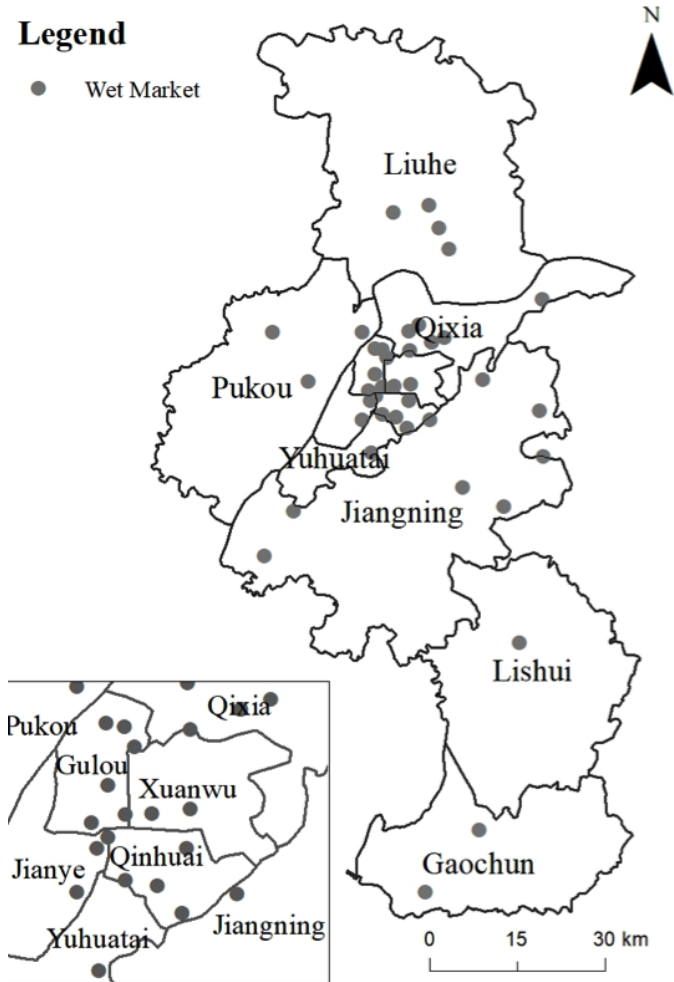 Legend
N
Wet Market
Liuhe
Qixia
Pukou
Yuhuatai
Jiangning
Lishui
Gaochun
0 15 30 km
Pukou
Qixia
Gulou
Xuanwu
Jianye
Qinhuai
Yuhuatai
Jiangning